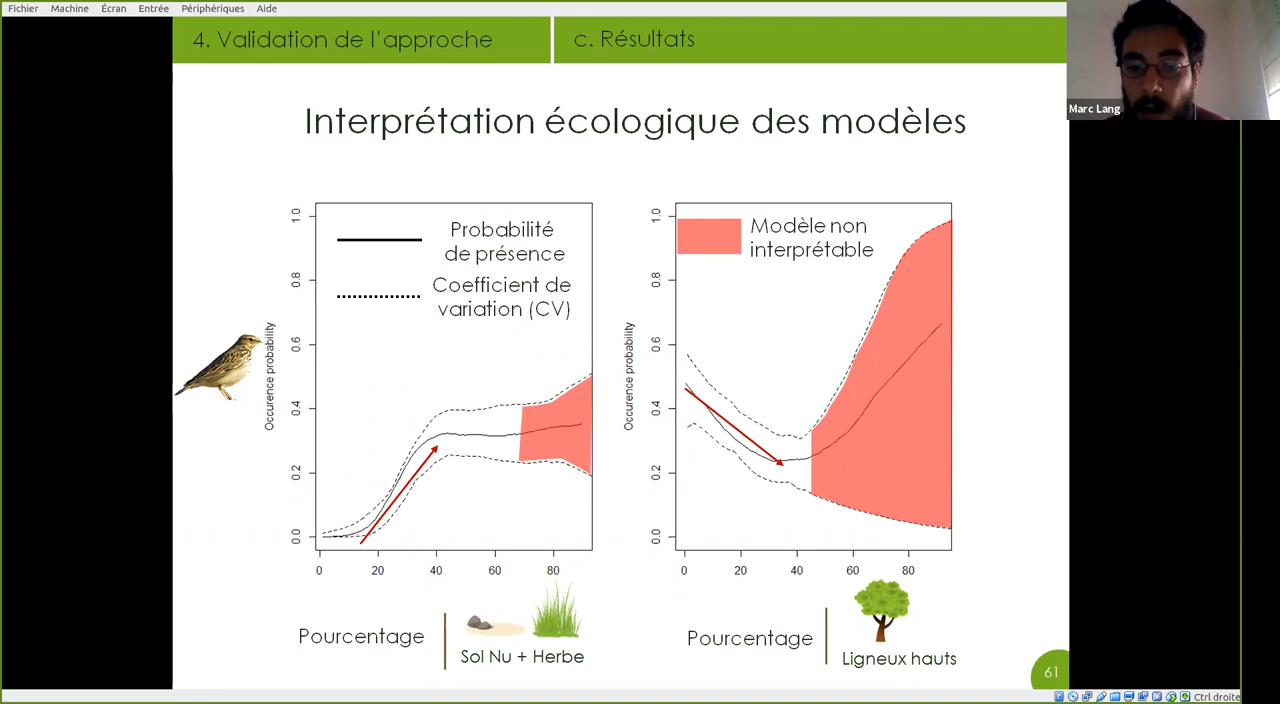 Fichier Machine Écran Entrée Périphériques Aide
4. Validation de l'approche
c. Résultats
Marc Lang
Interprétation écologique des modèles
Probabilité
de présence
Coefficient de
variation (CV)
Occurence probability
1.0
0.8
0.6
0.4
0.2
0.0
0 20 40 60 80
Pourcentage
Sol Nu + Herbe
Modèle non
interprétable
Occurence probability
1.0
0.8
0.6
0.4
0.2
0.0
0 20 40 60 80
Pourcentage
Ligneux hauts
61
Ctrl droite